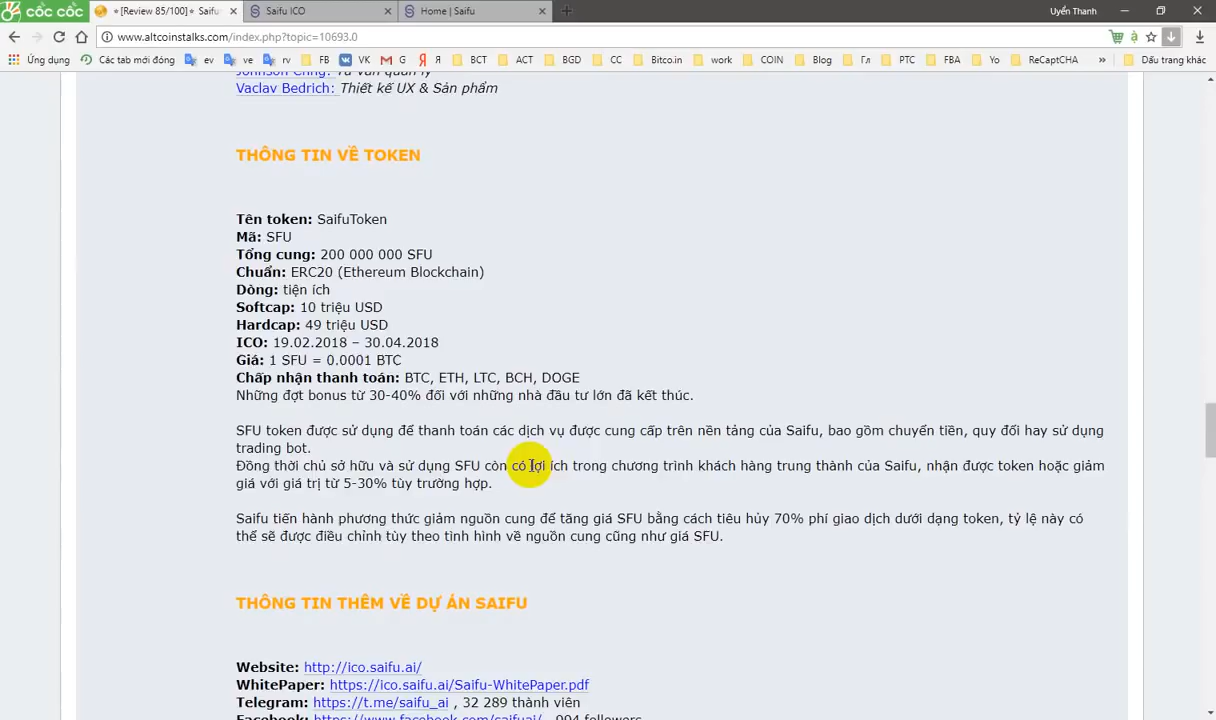 cốc cốc
[Review 85/100] Saifu
Saifu ICO
Home | Saifu
Uyển Thanh
www.altcoinstalks.com/index.php?topic=10693.0
Ứng dụng Các tab mới đóng ev ve rv FB VK G Я BCT ACT BGD CC Bitco.in work COIN Blog Гл PTC FBA Yo ReCaptCHA » Dấu trang khác
Vaclav Bedrich: Thiết kế UX & Sản phẩm
THÔNG TIN VỀ TOKEN
Tên token: SaifuToken
Mã: SFU
Tổng cung: 200 000 000 SFU
Chuẩn: ERC20 (Ethereum Blockchain)
Dòng: tiện ích
Softcap: 10 triệu USD
Hardcap: 49 triệu USD
ICO: 19.02.2018 – 30.04.2018
Giá: 1 SFU = 0.0001 BTC
Chấp nhận thanh toán: BTC, ETH, LTC, BCH, DOGE
Những đợt bonus từ 30-40% đối với những nhà đầu tư lớn đã kết thúc.
SFU token được sử dụng để thanh toán các dịch vụ được cung cấp trên nền tảng của Saifu, bao gồm chuyển tiền, quy đổi hay sử dụng
trading bot.
Đồng thời chủ sở hữu và sử dụng SFU còn có lợi ích trong chương trình khách hàng trung thành của Saifu, nhận được token hoặc giảm
giá với giá trị từ 5-30% tùy trường hợp.
Saifu tiến hành phương thức giảm nguồn cung để tăng giá SFU bằng cách tiêu hủy 70% phí giao dịch dưới dạng token, tỷ lệ này có
thể sẽ được điều chỉnh tùy theo tình hình về nguồn cung cũng như giá SFU.
THÔNG TIN THÊM VỀ DỰ ÁN SAIFU
Website: http://ico.saifu.ai/
WhitePaper: https://ico.saifu.ai/Saifu-WhitePaper.pdf
Telegram: https://t.me/saifu_ai , 32 289 thành viên
Facebook: https://www.facebook.com/saifuai/ , 994 followers